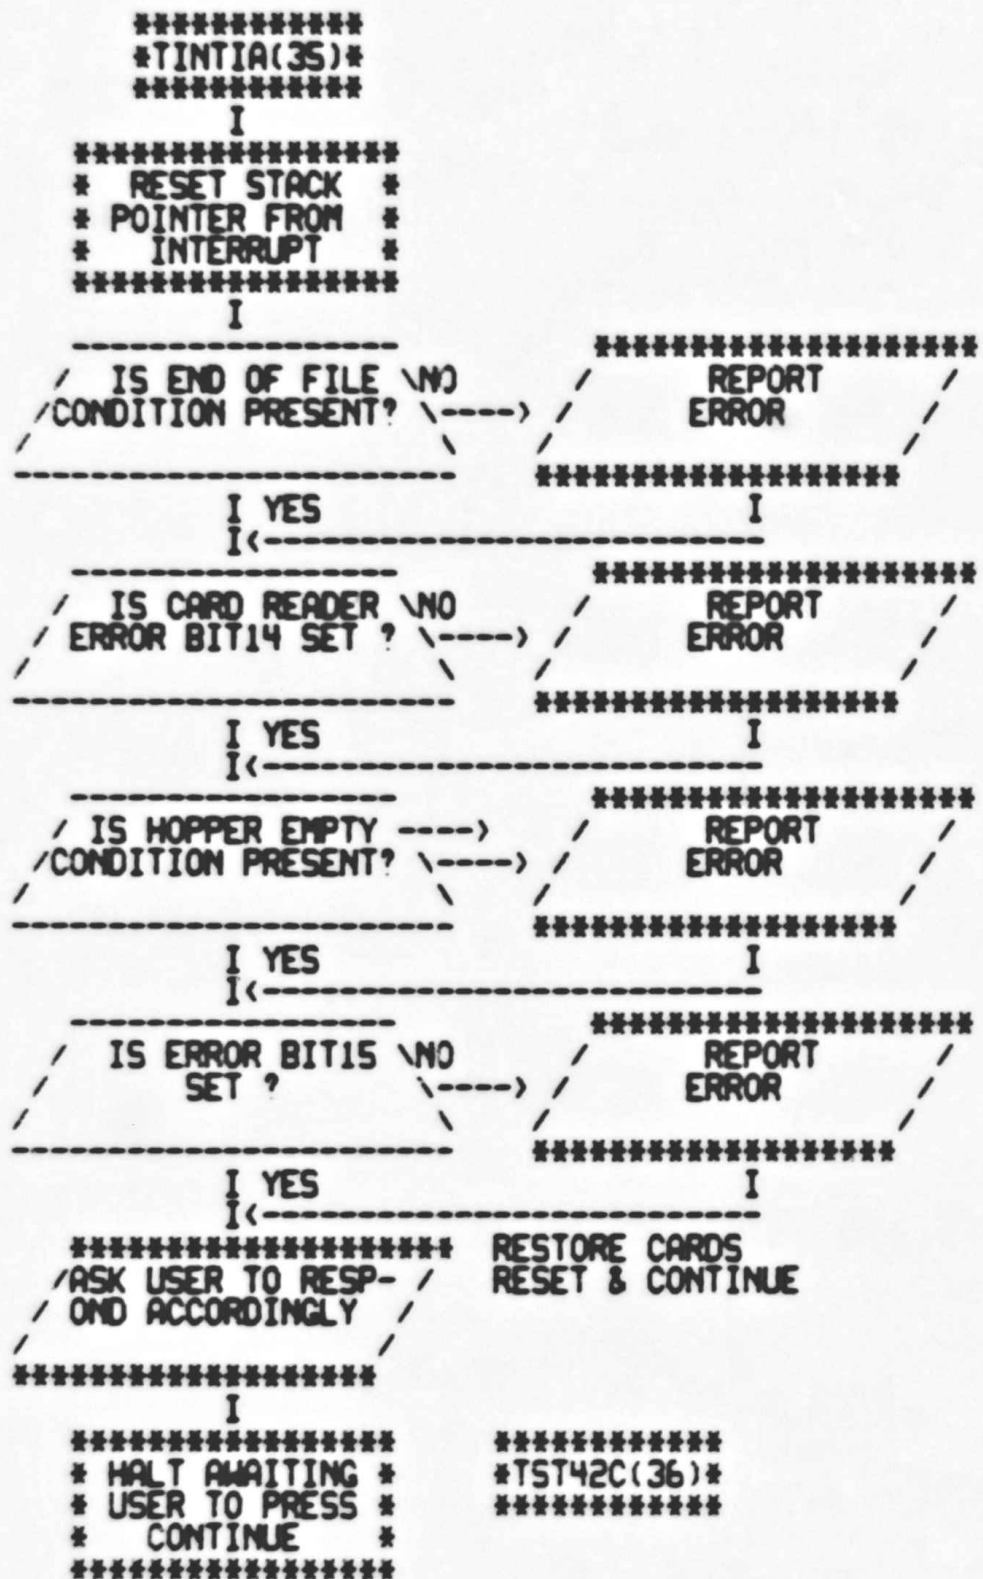 ************
*TINTIA(35)*
************
I
*****************
* RESET STACK *
* POINTER FROM *
* INTERRUPT *
*****************
I
-----------------
/ IS END OF FILE \NO
/CONDITION PRESENT? \---->
I YES
I<--------------------------
********************
/ REPORT /
/ ERROR /
*******************
I
-----------------
/ IS CARD READER \NO
/ ERROR BIT14 SET ? \---->
I YES
I<--------------------------
********************
/ REPORT /
/ ERROR /
*******************
I
-----------------
/ IS HOPPER EMPTY ---->
/CONDITION PRESENT? \---->
I YES
I<--------------------------
********************
/ REPORT /
/ ERROR /
*******************
I
-----------------
/ IS ERROR BIT15 \NO
/ SET ? \---->
I YES
I<--------------------------
********************
/ REPORT /
/ ERROR /
*******************
I
********************
/ASK USER TO RESP- /
/ OND ACCORDINGLY /
*******************
RESTORE CARDS
RESET & CONTINUE
I
*****************
* HALT AWAITING *
* USER TO PRESS *
* CONTINUE *
*****************
************
*TST42C(36)*
************